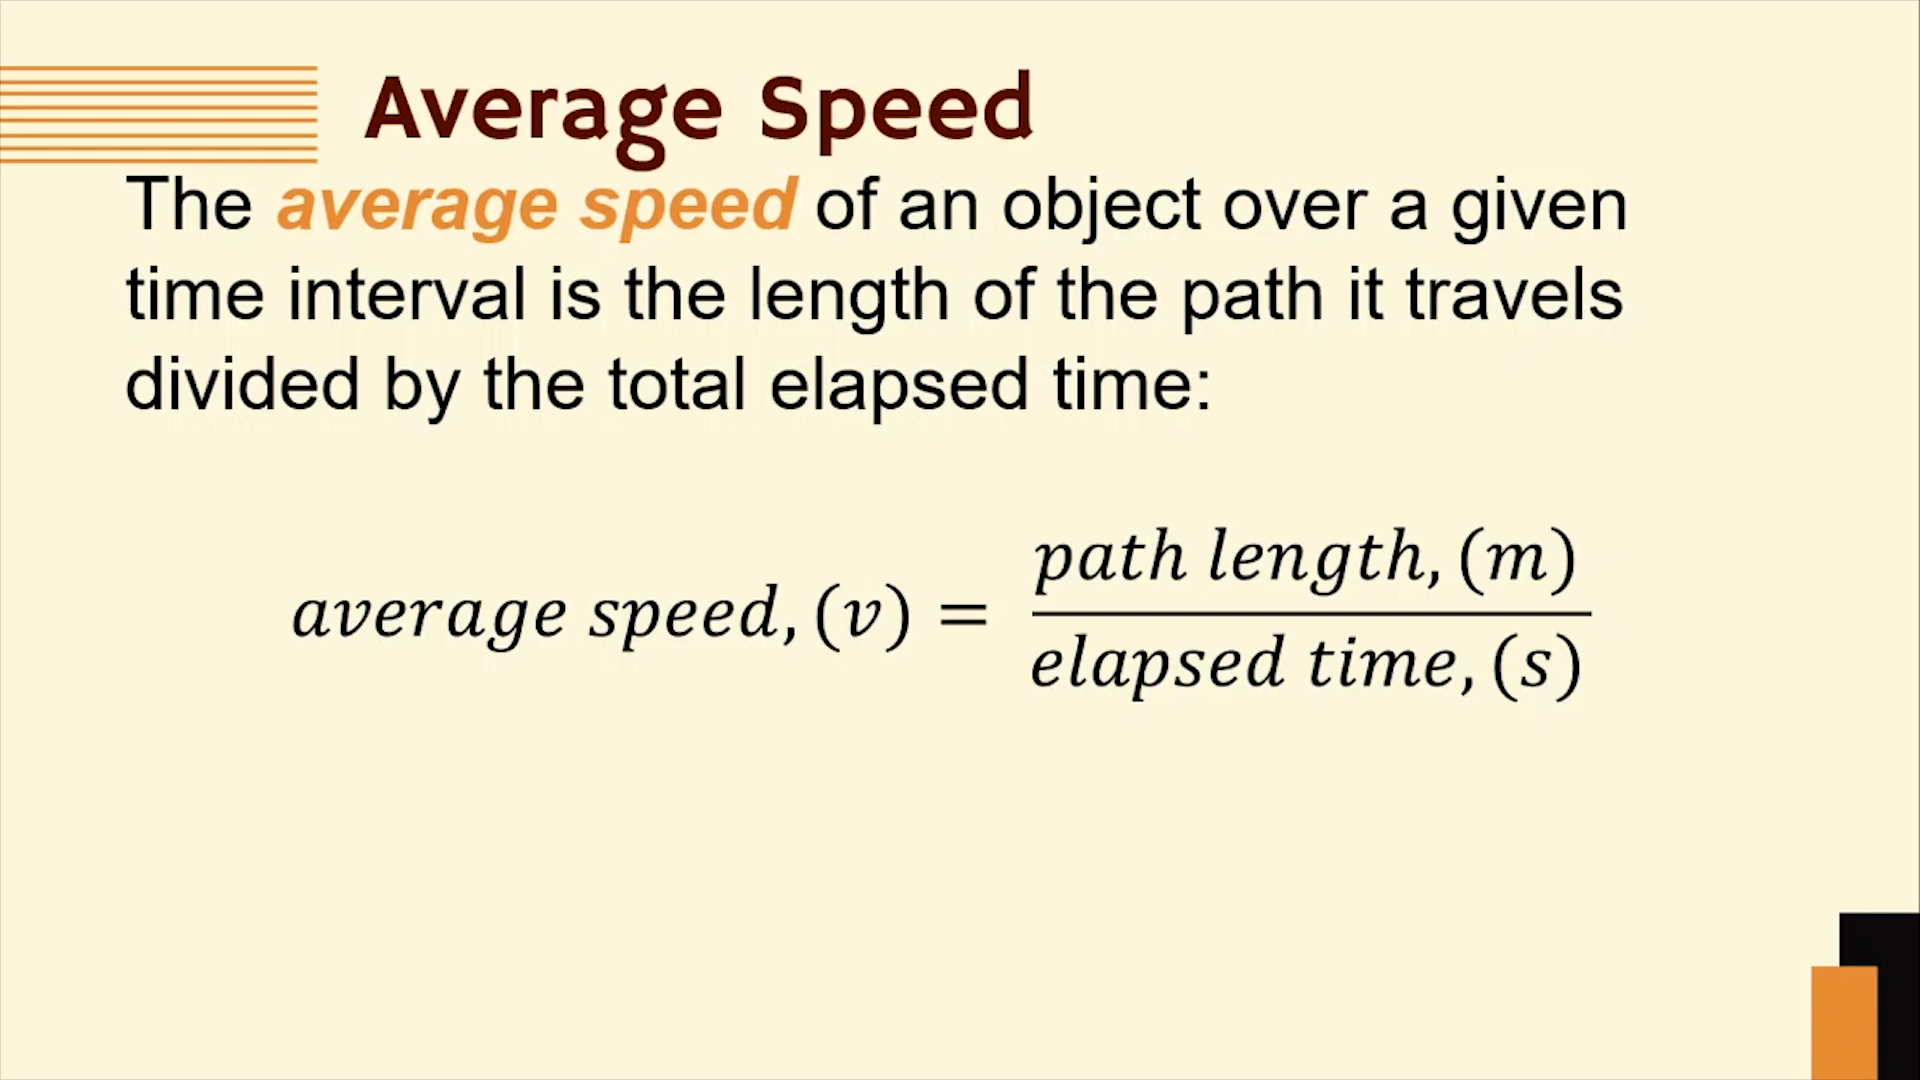 Average Speed
The average speed of an object over a given
time interval is the length of the path it travels
divided by the total elapsed time:
average speed, (v) = path length, (m) / elapsed time, (s)